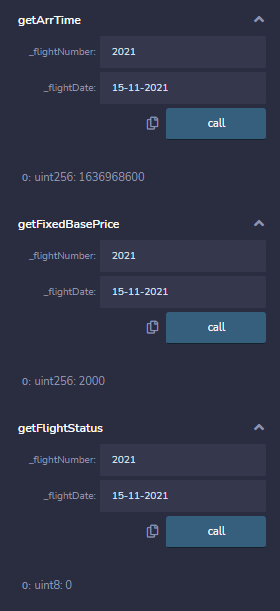 getArrTime
_flightNumber: 2021
_flightDate: 15-11-2021
call
0: uint256: 1636968600
getFixedBasePrice
_flightNumber: 2021
_flightDate: 15-11-2021
call
0: uint256: 2000
getFlightStatus
_flightNumber: 2021
_flightDate: 15-11-2021
call
0: uint8: 0